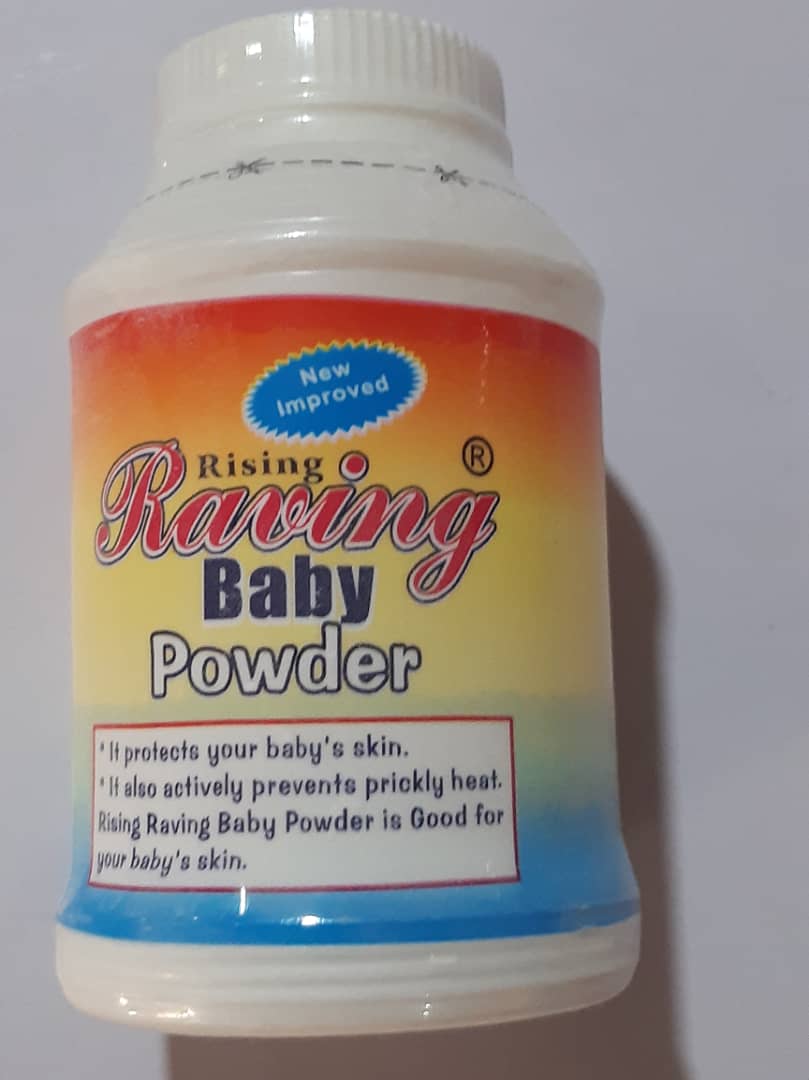 New
Improved
Rising
Raving ®
Baby
Powder
* It protects your baby's skin.
* It also actively prevents prickly heat.
Rising Raving Baby Powder is Good for
your baby's skin.